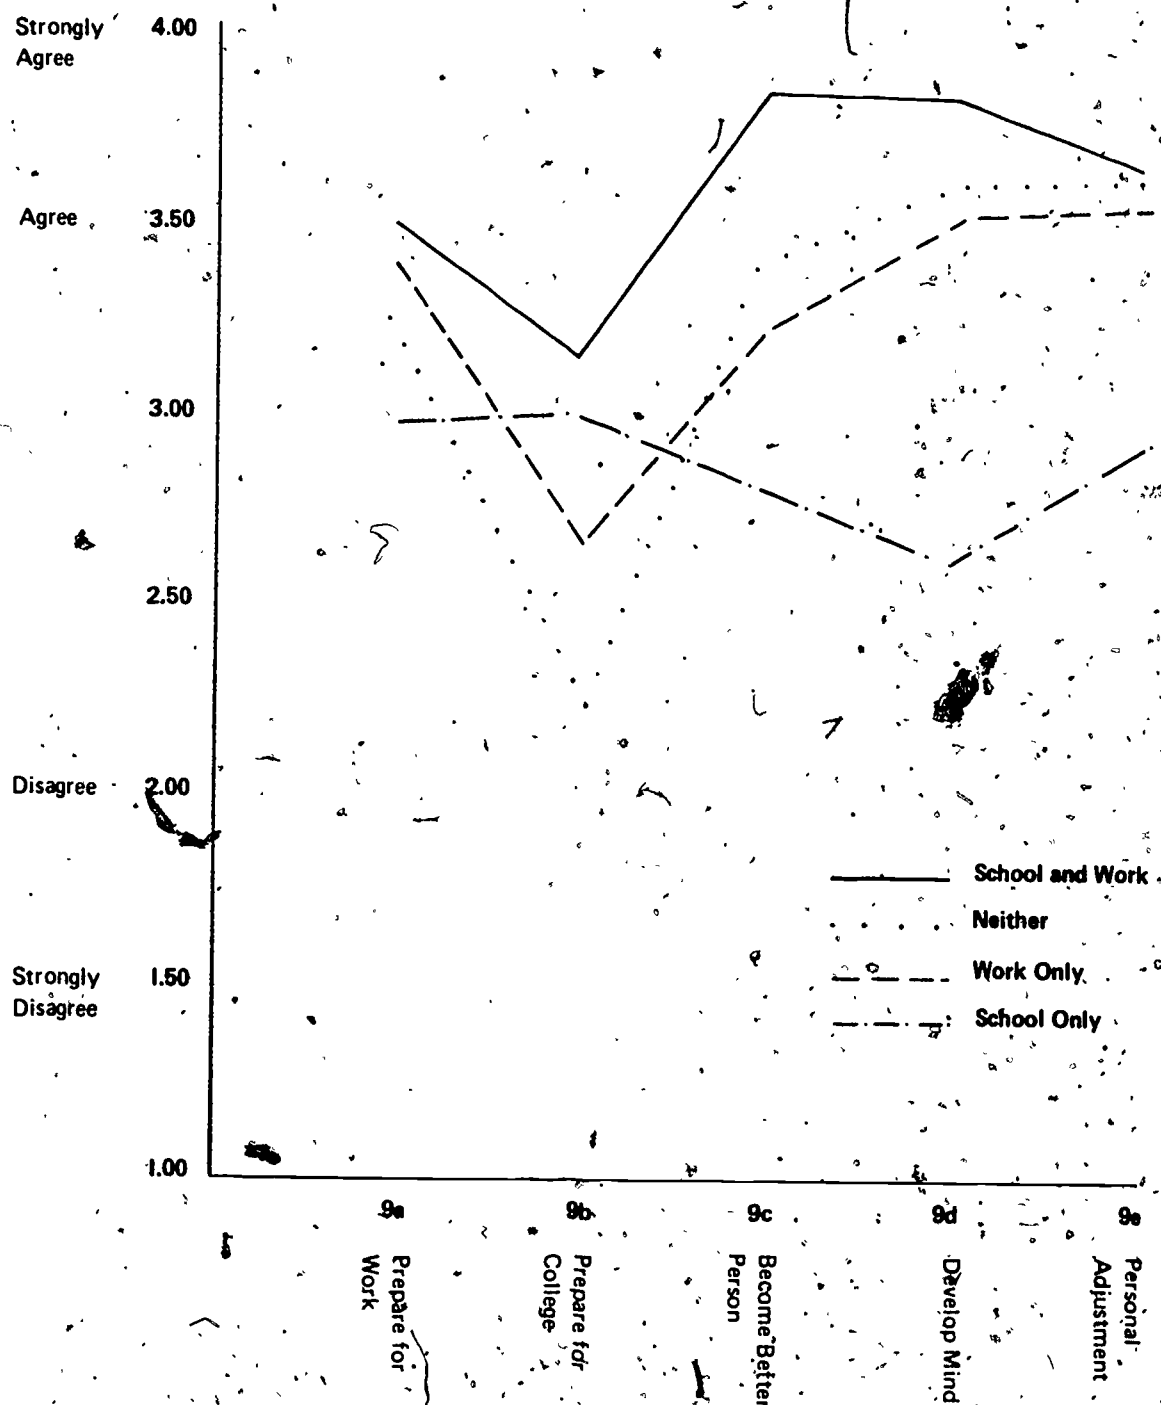 Strongly 4.00
Agree
Agree 3.50
3.00
2.50
Disagree 2.00
School and Work
Neither
Strongly 1.50
Disagree
Work Only
School Only
1.00
9a 9b 9c 9d 9e
Prepare for
Work
Prepare for
College
Become Better
Person
Develop Mind
Personal
Adjustment